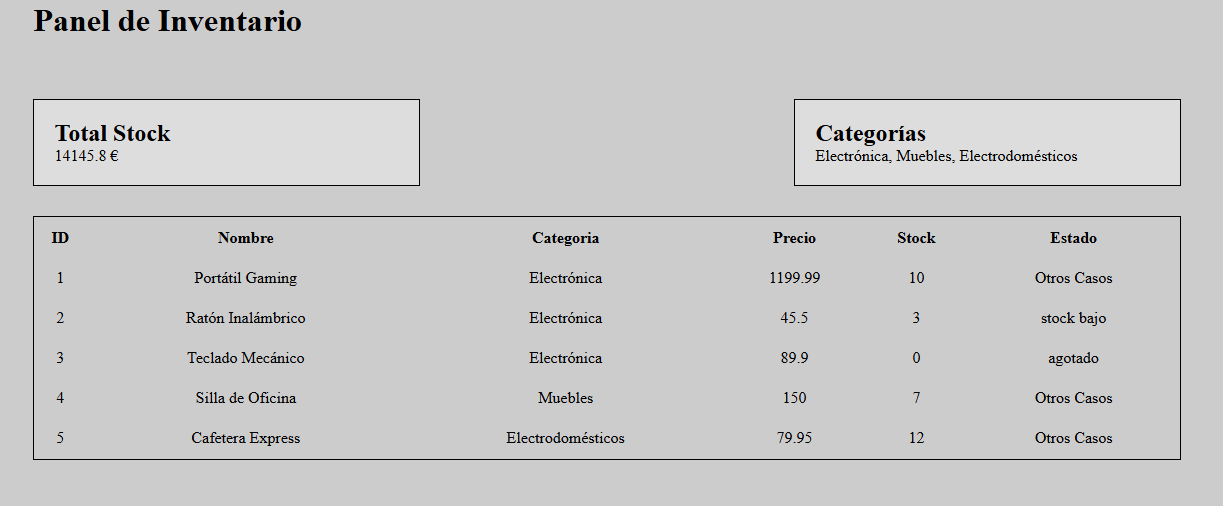 Panel de Inventario
Total Stock
14145.8 €
Categorías
Electrónica, Muebles, Electrodomésticos
ID Nombre Categoria Precio Stock Estado
1 Portátil Gaming Electrónica 1199.99 10 Otros Casos
2 Ratón Inalámbrico Electrónica 45.5 3 stock bajo
3 Teclado Mecánico Electrónica 89.9 0 agotado
4 Silla de Oficina Muebles 150 7 Otros Casos
5 Cafetera Express Electrodomésticos 79.95 12 Otros Casos